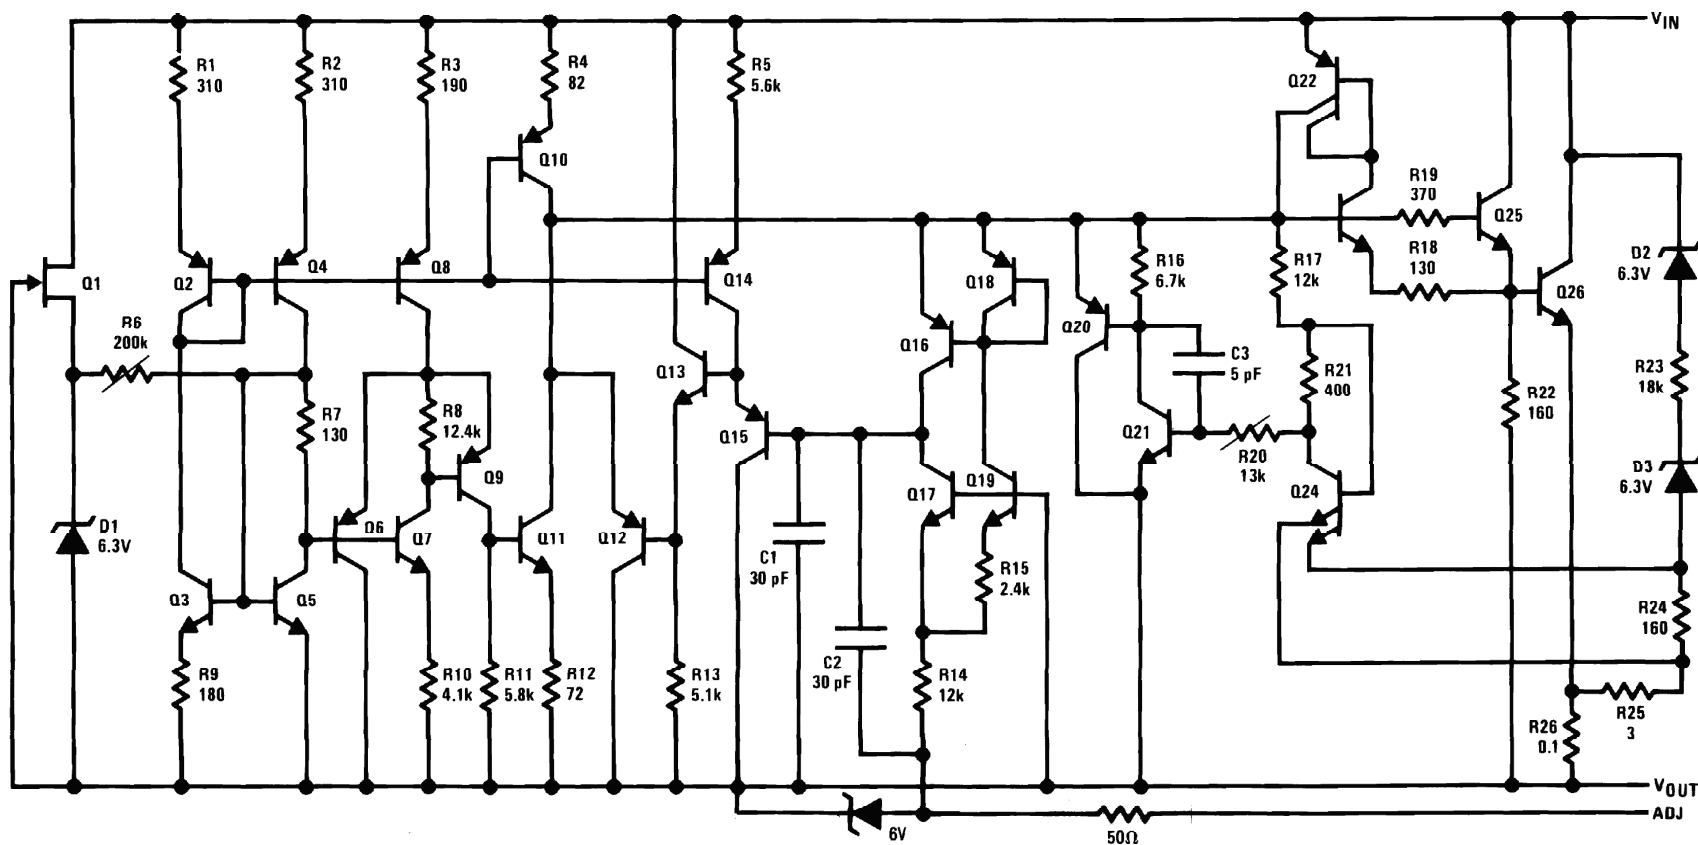 VIN
R1
310
R2
310
R3
190
R4
82
R5
5.6k
Q22
Q10
R19
370
Q25
Q1
Q2
Q4
Q8
Q14
Q18
R16
6.7k
R17
12k
R18
130
Q26
D2
6.3V
R6
200k
Q13
Q16
Q20
C3
5 pF
R21
400
R22
160
R23
18k
R7
130
R8
12.4k
Q15
Q21
R20
13k
Q9
Q17
Q19
Q24
D3
6.3V
D1
6.3V
Q6
Q7
Q11
Q12
C1
30 pF
R15
2.4k
Q3
Q5
R24
160
R9
180
R10
4.1k
R11
5.8k
R12
72
R13
5.1k
C2
30 pF
R14
12k
R25
3
R26
0.1
VOUT
ADJ
6V
50Ω